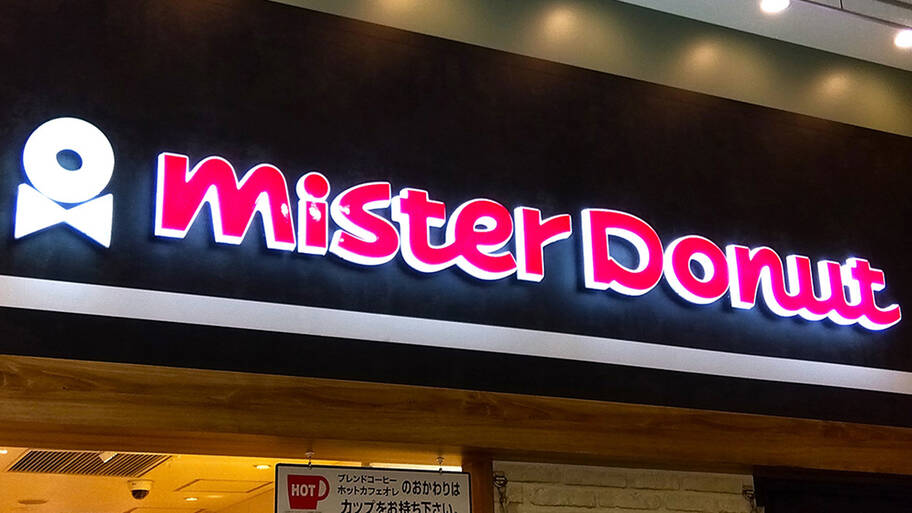 mister Donut
HOT
ブレンドコーヒー
ホットカフェオレ のおかわりは
カップをお持ち下さい。